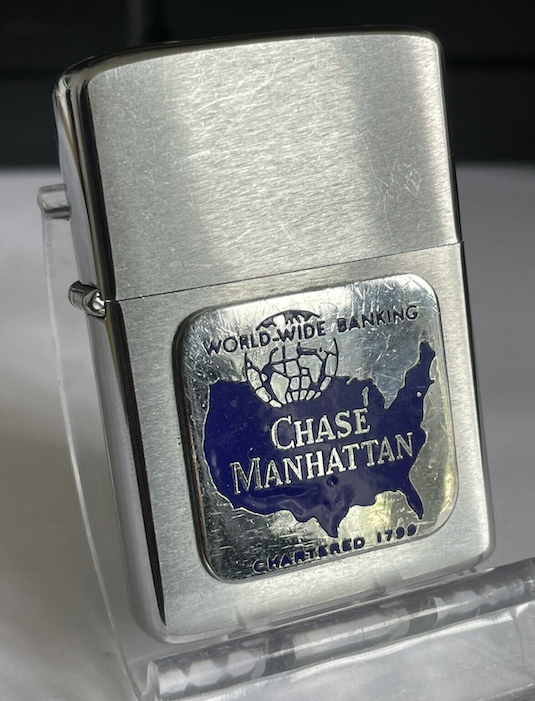 WORLD-WIDE BANKING
CHASE
MANHATTAN
CHARTERED 1799